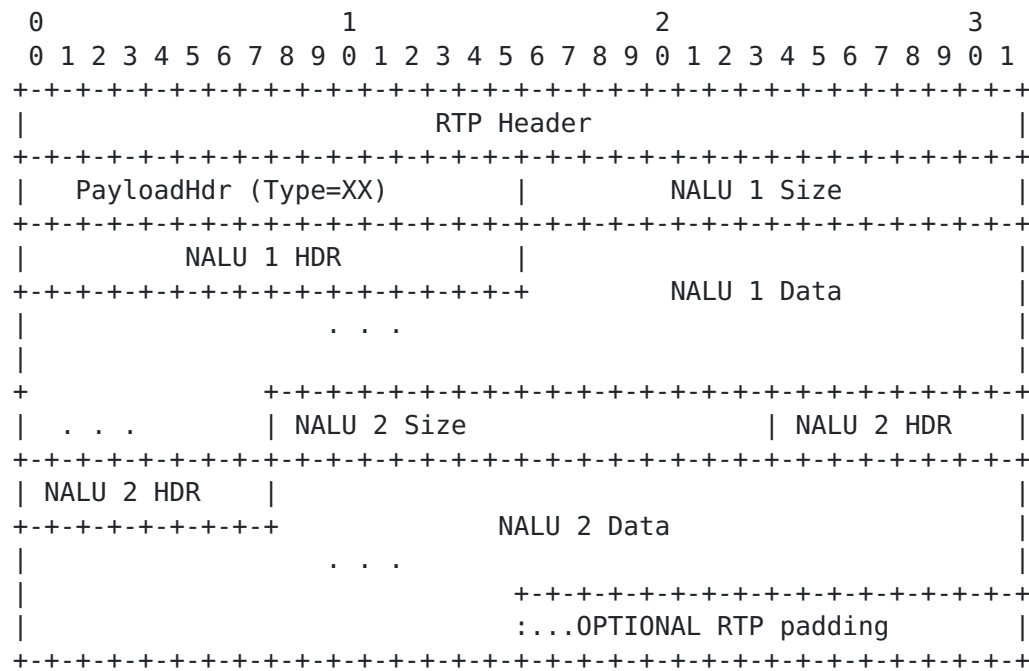 0                   1                   2                   3
 0 1 2 3 4 5 6 7 8 9 0 1 2 3 4 5 6 7 8 9 0 1 2 3 4 5 6 7 8 9 0 1
+-+-+-+-+-+-+-+-+-+-+-+-+-+-+-+-+-+-+-+-+-+-+-+-+-+-+-+-+-+-+-+-+
|                          RTP Header                           |
+-+-+-+-+-+-+-+-+-+-+-+-+-+-+-+-+-+-+-+-+-+-+-+-+-+-+-+-+-+-+-+-+
|   PayloadHdr (Type=XX)        |         NALU 1 Size           |
+-+-+-+-+-+-+-+-+-+-+-+-+-+-+-+-+-+-+-+-+-+-+-+-+-+-+-+-+-+-+-+-+
|          NALU 1 HDR           |                               |
+-+-+-+-+-+-+-+-+-+-+-+-+-+-+-+-+         NALU 1 Data           |
|                   . . .                                       |
|                                                               |
+               +-+-+-+-+-+-+-+-+-+-+-+-+-+-+-+-+-+-+-+-+-+-+-+-+
|  . . .        | NALU 2 Size                   | NALU 2 HDR    |
+-+-+-+-+-+-+-+-+-+-+-+-+-+-+-+-+-+-+-+-+-+-+-+-+-+-+-+-+-+-+-+-+
| NALU 2 HDR    |                                               |
+-+-+-+-+-+-+-+-+              NALU 2 Data                      |
|                   . . .                                       |
|                               +-+-+-+-+-+-+-+-+-+-+-+-+-+-+-+-+
|                               :...OPTIONAL RTP padding        |
+-+-+-+-+-+-+-+-+-+-+-+-+-+-+-+-+-+-+-+-+-+-+-+-+-+-+-+-+-+-+-+-+